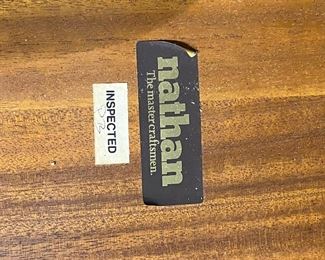 nathan
The master craftsmen.
INSPECTED